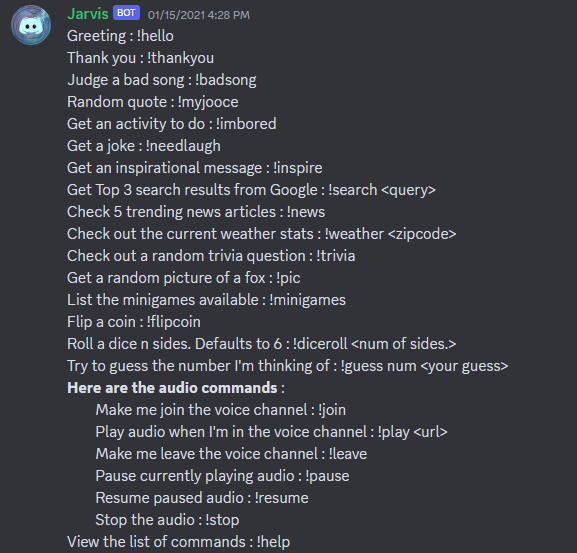 Jarvis BOT 01/15/2021 4:28 PM
Greeting : !hello
Thank you : !thankyou
Judge a bad song : !badsong
Random quote : !myjooce
Get an activity to do : !imbored
Get a joke : !needlaugh
Get an inspirational message : !inspire
Get Top 3 search results from Google : !search <query>
Check 5 trending news articles : !news
Check out the current weather stats : !weather <zipcode>
Check out a random trivia question : !trivia
Get a random picture of a fox : !pic
List the minigames available : !minigames
Flip a coin : !flipcoin
Roll a dice n sides. Defaults to 6 : !diceroll <num of sides.>
Try to guess the number I'm thinking of : !guess num <your guess>
Here are the audio commands :
Make me join the voice channel : !join
Play audio when I'm in the voice channel : !play <url>
Make me leave the voice channel : !leave
Pause currently playing audio : !pause
Resume paused audio : !resume
Stop the audio : !stop
View the list of commands : !help